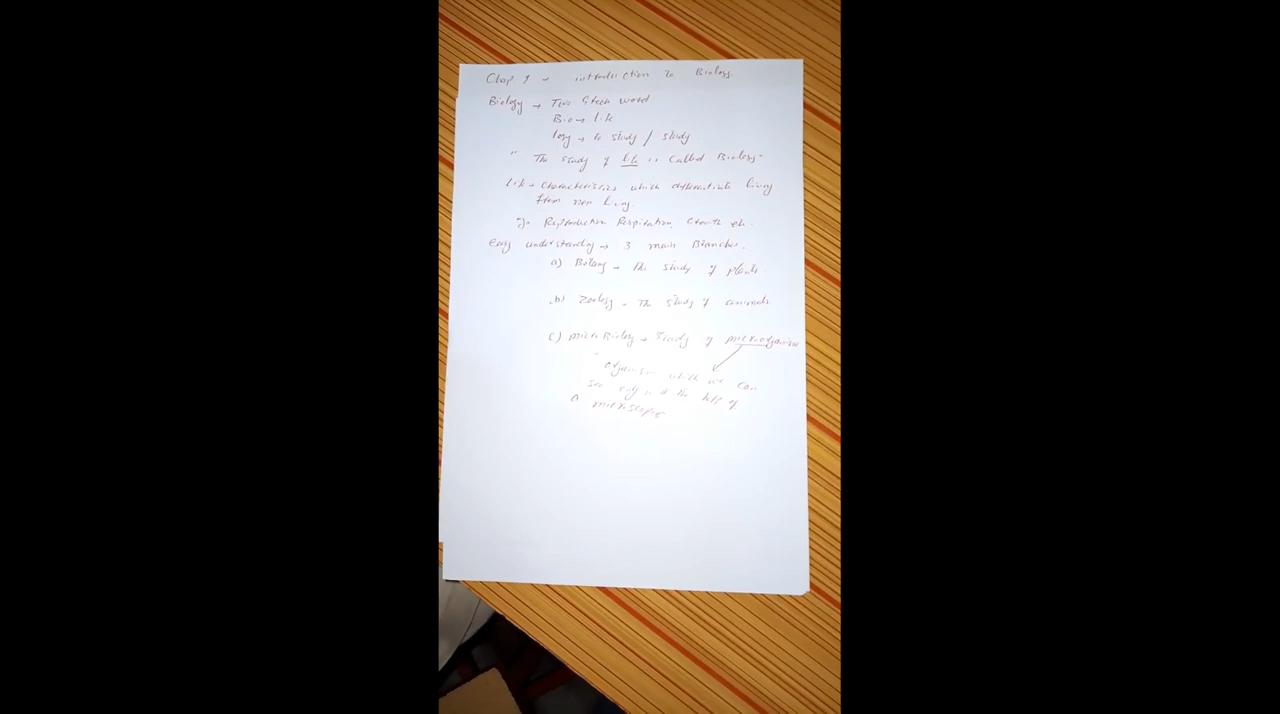 Chap 1 → introduction to Biology.
Biology → Two Greek word
Bio → life
logy → to study / study
" The study of life is called Biology"
Life → Characteristics which differentiate living
from non living.
eg → Reproduction Respiration, Growth etc.
Easy understanding → 3 main Branches.
a) Botany → The study of plants.
b) Zoology → The study of animals
c) MicroBiology → Study of microorganism
organism which we can
see only with the help of
a microscope